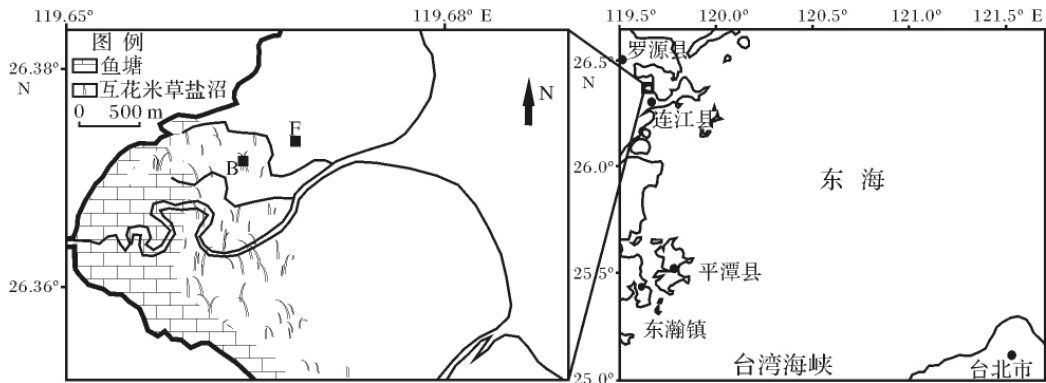 119.65°
119.68° E
26.38°
N
图 例
鱼塘
互花米草盐沼
0 500 m
N
F
B
26.36°
119.5°
120.0°
120.5°
121.0°
121.5° E
26.5°
N
罗源县
连江县
26.0°
东 海
25.5°
平潭县
东瀚镇
台湾海峡
台北市
25.0°